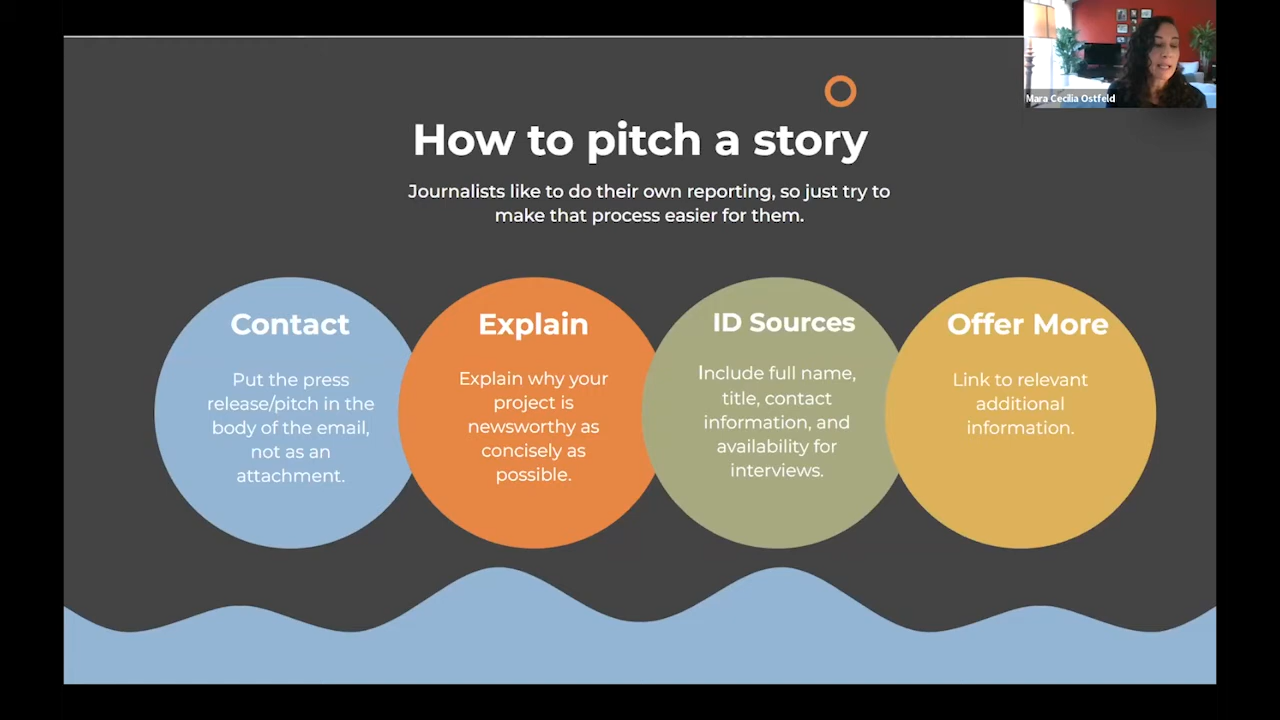 Mara Cecilia Ostfeld
How to pitch a story
Journalists like to do their own reporting, so just try to
make that process easier for them.
Contact
Put the press
release/pitch in the
body of the email,
not as an
attachment.
Explain
Explain why your
project is
newsworthy as
concisely as
possible.
ID Sources
Include full name,
title, contact
information, and
availability for
interviews.
Offer More
Link to relevant
additional
information.